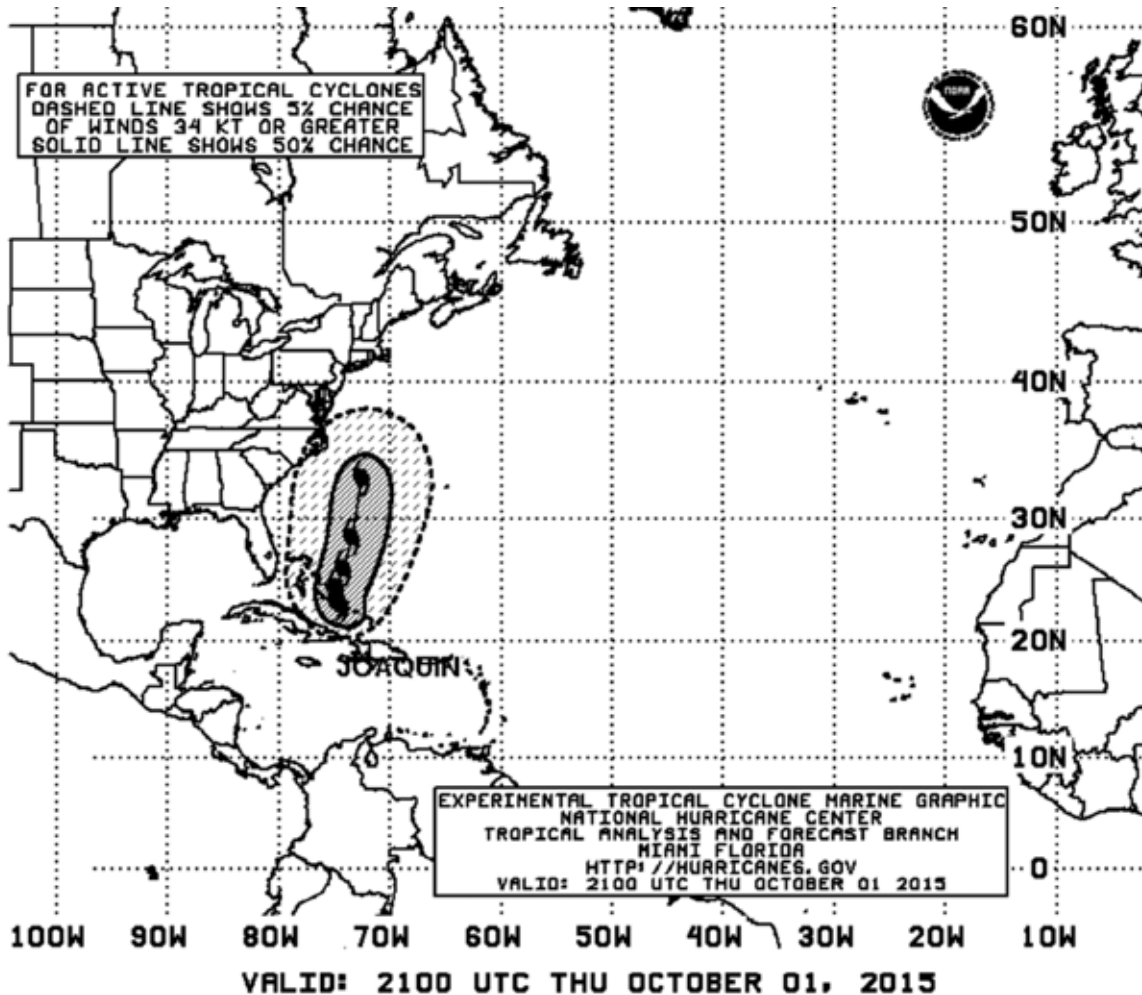 60N
FOR ACTIVE TROPICAL CYCLONES
DASHED LINE SHOWS 5% CHANCE
OF WINDS 34 KT OR GREATER
SOLID LINE SHOWS 50% CHANCE
NOAA
50N
40N
30N
20N
JOAQUIN
10N
EXPERIMENTAL TROPICAL CYCLONE MARINE GRAPHIC
NATIONAL HURRICANE CENTER
TROPICAL ANALYSIS AND FORECAST BRANCH
MIAMI FLORIDA
HTTP://HURRICANES.GOV
VALID: 2100 UTC THU OCTOBER 01 2015
0
100W 90W 80W 70W 60W 50W 40W 30W 20W 10W
VALID: 2100 UTC THU OCTOBER 01, 2015